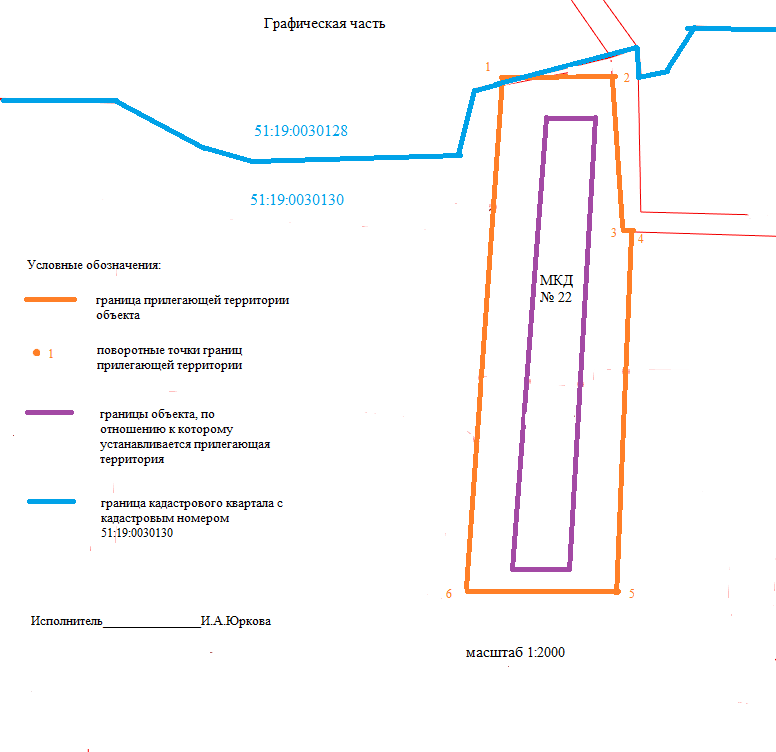 Графическая часть
1
2
51:19:0030128
51:19:0030130
3
4
Условные обозначения:
МКД
№ 22
граница прилегающей территории
объекта
1
поворотные точки границ
прилегающей территории
границы объекта, по
отношению к которому
устанавливается прилегающая
территория
граница кадастрового квартала с
кадастровым номером
51:19:0030130
6
5
Исполнитель_______________И.А.Юркова
масштаб 1:2000